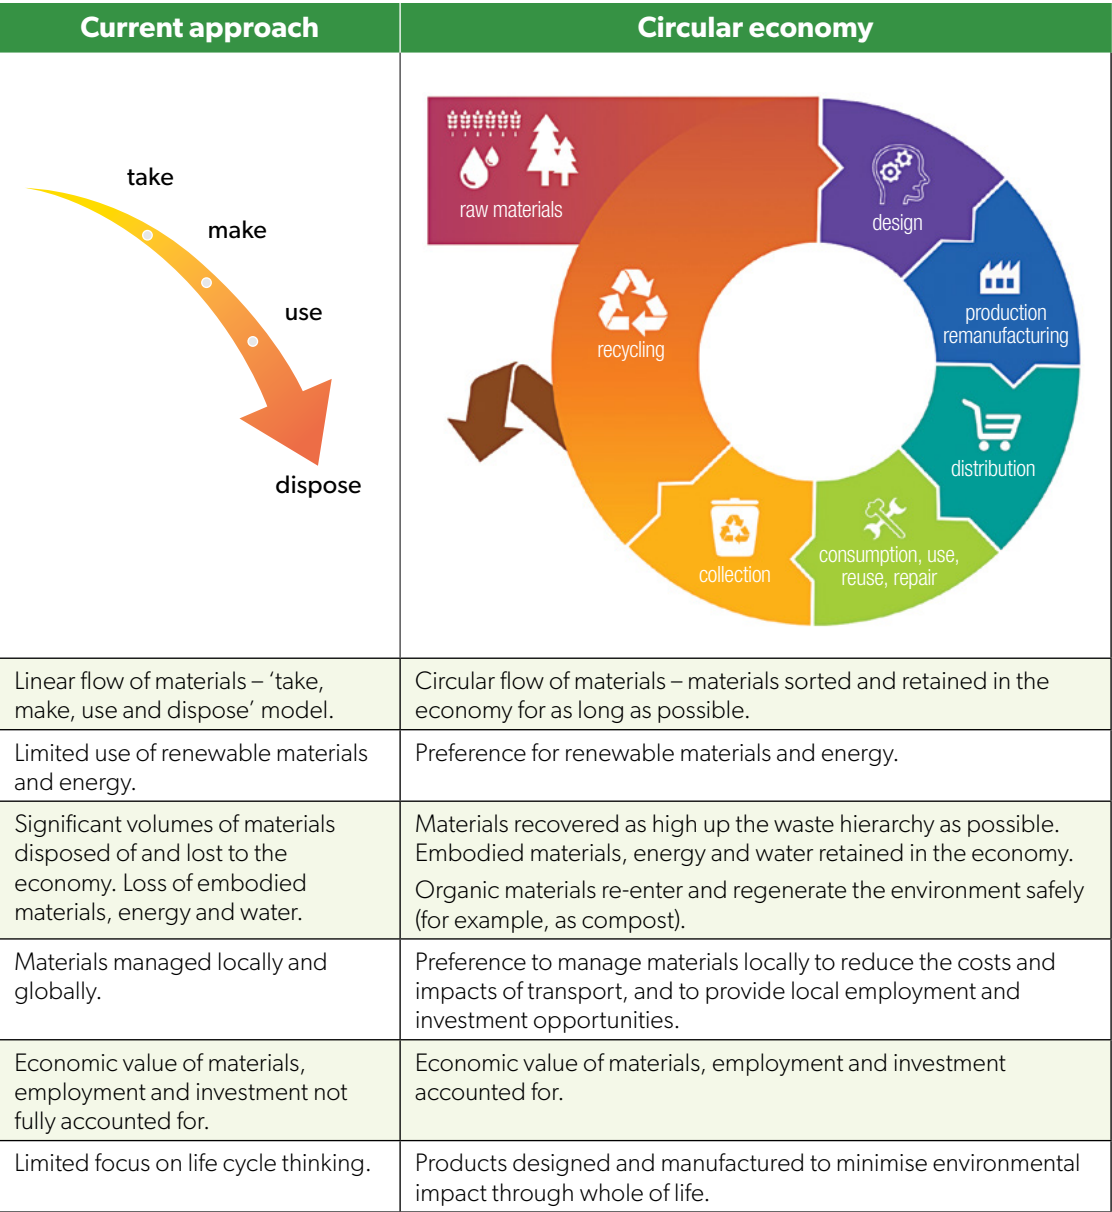 Current approach
Circular economy
take
make
use
dispose
raw materials
design
production
remanufacturing
distribution
consumption, use,
reuse, repair
collection
recycling
Linear flow of materials – ‘take,
make, use and dispose’ model.
Circular flow of materials – materials sorted and retained in the
economy for as long as possible.
Limited use of renewable materials
and energy.
Preference for renewable materials and energy.
Significant volumes of materials
disposed of and lost to the
economy. Loss of embodied
materials, energy and water.
Materials recovered as high up the waste hierarchy as possible.
Embodied materials, energy and water retained in the economy.
Organic materials re-enter and regenerate the environment safely
(for example, as compost).
Materials managed locally and
globally.
Preference to manage materials locally to reduce the costs and
impacts of transport, and to provide local employment and
investment opportunities.
Economic value of materials,
employment and investment not
fully accounted for.
Economic value of materials, employment and investment
accounted for.
Limited focus on life cycle thinking.
Products designed and manufactured to minimise environmental
impact through whole of life.